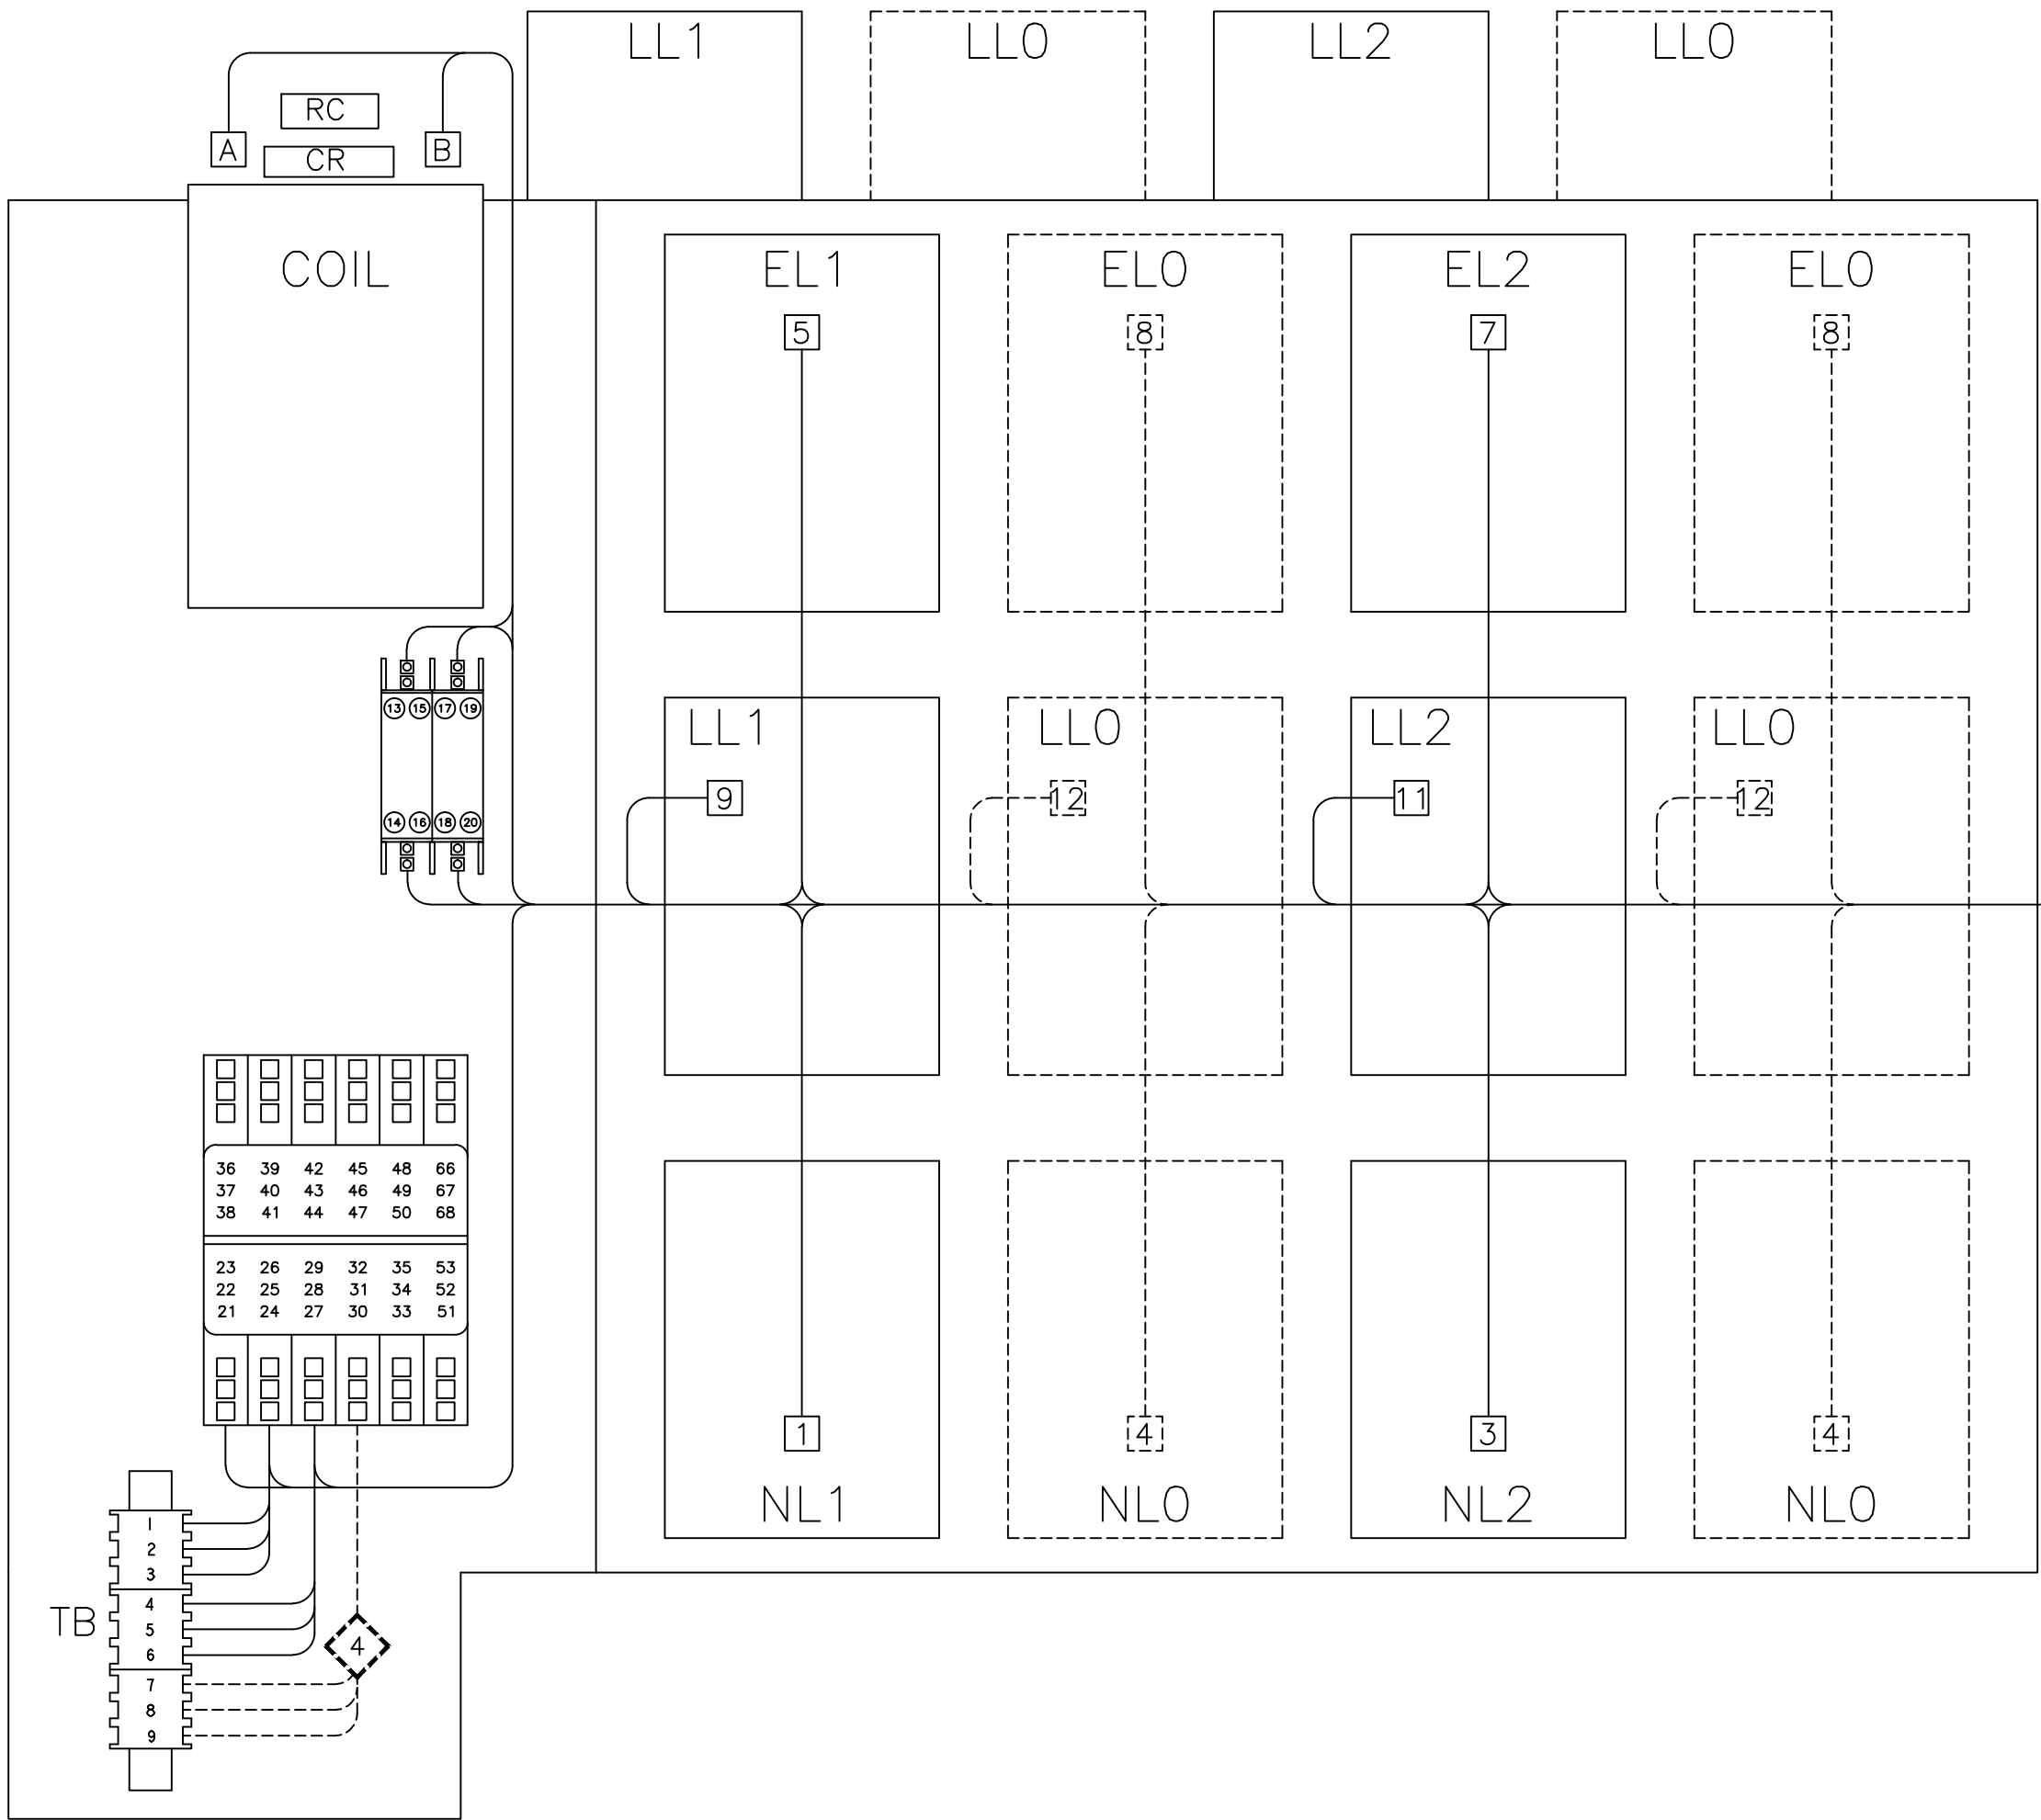 LL1 LL0 LL2 LL0
RC
A CR B
COIL EL1 EL0 EL2 EL0
5 8 7 8
13 15 17 19
LL1 LL0 LL2 LL0
9 12 11 12
14 16 18 20
36 39 42 45 48 66
37 40 43 46 49 67
38 41 44 47 50 68
23 26 29 32 35 53
22 25 28 31 34 52
21 24 27 30 33 51
1 4 3 4
NL1 NL0 NL2 NL0
1
2
3
4
TB
5
4
6
7
8
9